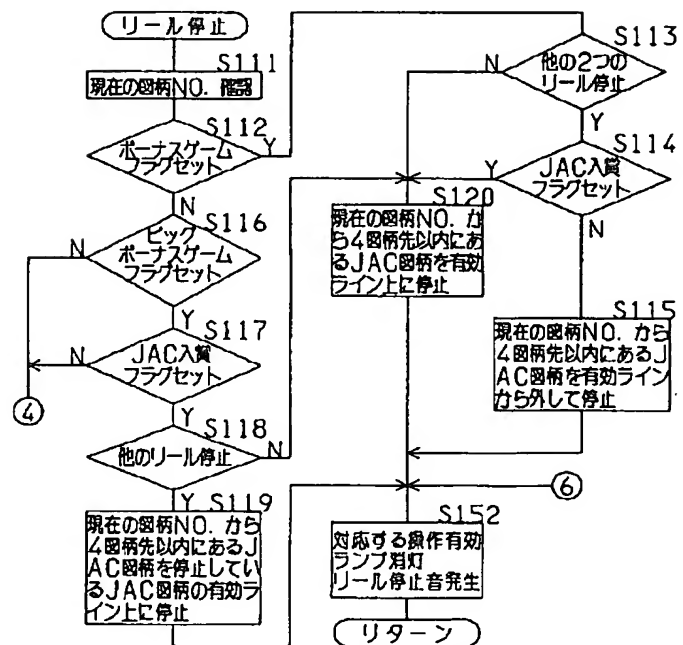 リール停止
S111
現在の図柄NO. 確認
S112
ボーナスゲーム
フラグセット
Y
N
S116
ビッグ
ボーナスゲーム
フラグセット
N
Y
S117
JAC入賞
フラグセット
N
Y
④
S118
他のリール停止
N
Y
S119
現在の図柄NO. から
4図柄先以内にあるJ
AC図柄を停止してい
るJAC図柄の有効ラ
イン上に停止
S113
他の2つの
リール停止
N
Y
S114
JAC入賞
フラグセット
Y
N
S120
現在の図柄NO. か
ら4図柄先以内にあ
るJAC図柄を有効
ライン上に停止
S115
現在の図柄NO. から
4図柄先以内にあるJ
AC図柄を有効ライン
から外して停止
⑥
S152
対応する操作有効
ランプ消灯
リール停止音発生
リターン